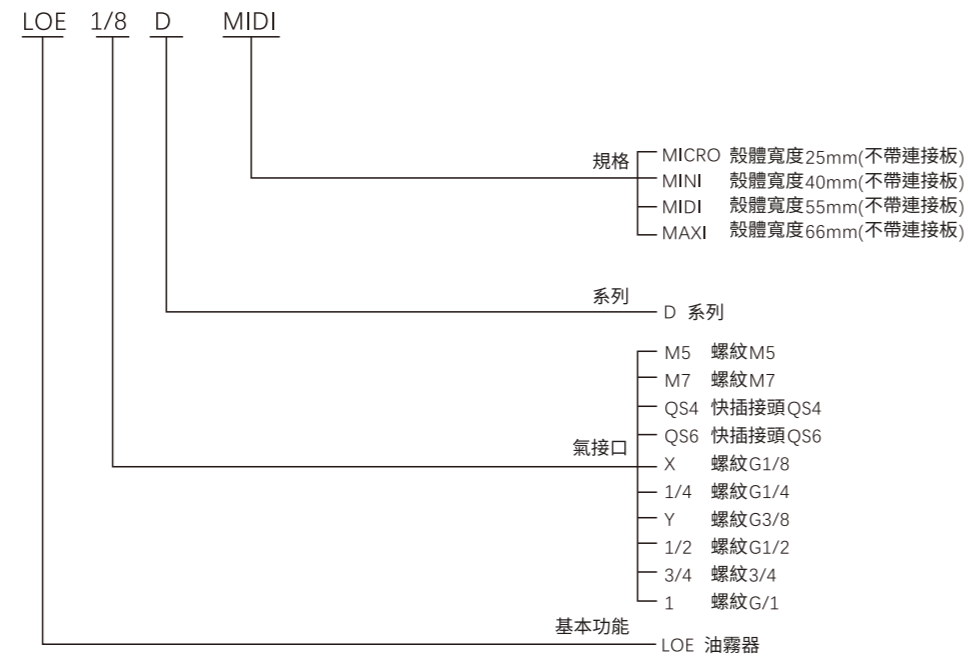 LOE 1/8 D MIDI
規格
MICRO 殼體寬度25mm(不帶連接板)
MINI 殼體寬度40mm(不帶連接板)
MIDI 殼體寬度55mm(不帶連接板)
MAXI 殼體寬度66mm(不帶連接板)
系列
D 系列
氣接口
M5 螺紋M5
M7 螺紋M7
QS4 快插接頭QS4
QS6 快插接頭QS6
X 螺紋G1/8
1/4 螺紋G1/4
Y 螺紋G3/8
1/2 螺紋G1/2
3/4 螺紋3/4
1 螺紋G/1
基本功能
LOE 油霧器